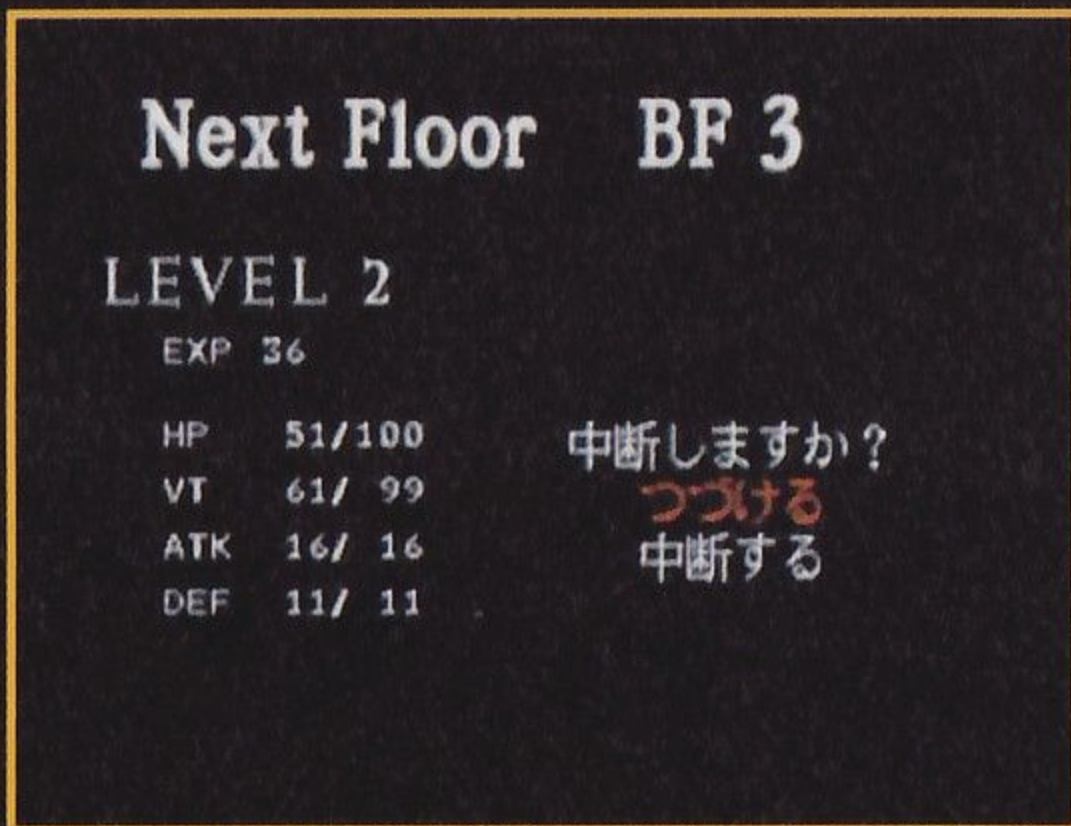 Next Floor BF 3
LEVEL 2
EXP 36
HP 51/100
VT 61/ 99
ATK 16/ 16
DEF 11/ 11
中断しますか？
つづける
中断する